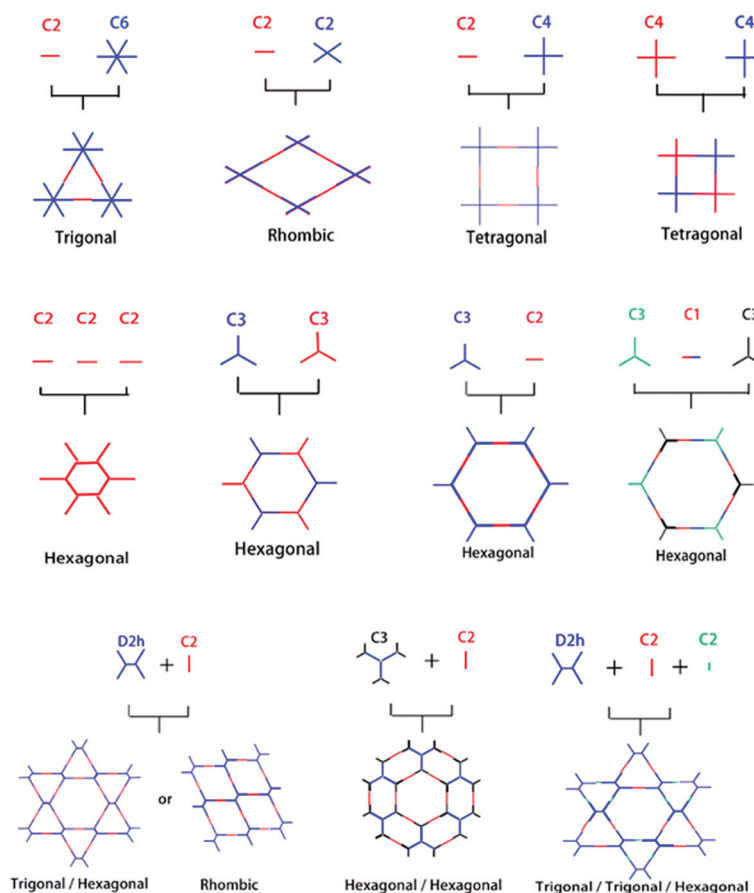 C2 C6 C2 C2 C2 C4 C4 C4
Trigonal Rhombic Tetragonal Tetragonal
C2 C2 C2 C3 C3 C3 C2 C3 C1 C3
Hexagonal Hexagonal Hexagonal Hexagonal
D2h + C2 C3 + C2 D2h + C2 + C2
or
Trigonal / Hexagonal Rhombic Hexagonal / Hexagonal Trigonal / Trigonal / Hexagonal